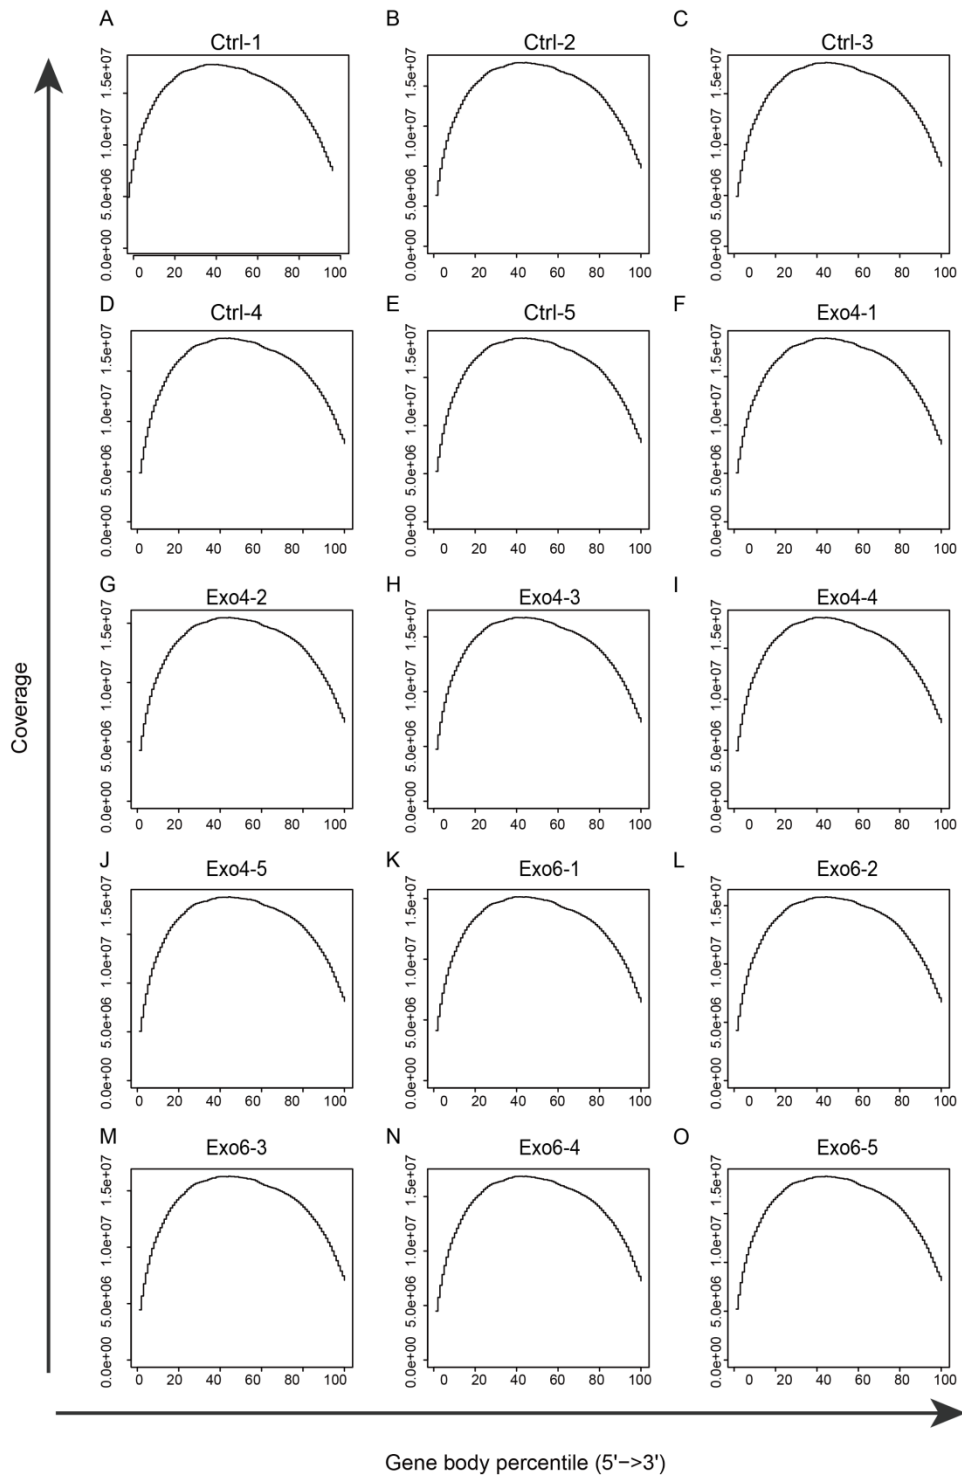 A
Ctrl-1
B
Ctrl-2
C
Ctrl-3
0.0e+00 5.0e+06 1.0e+07 1.5e+07
0 20 40 60 80 100
0.0e+00 5.0e+06 1.0e+07 1.5e+07
0 20 40 60 80 100
0.0e+00 5.0e+06 1.0e+07 1.5e+07
0 20 40 60 80 100
D
Ctrl-4
E
Ctrl-5
F
Exo4-1
0.0e+00 5.0e+06 1.0e+07 1.5e+07
0 20 40 60 80 100
0.0e+00 5.0e+06 1.0e+07 1.5e+07
0 20 40 60 80 100
0.0e+00 5.0e+06 1.0e+07 1.5e+07
0 20 40 60 80 100
G
Exo4-2
H
Exo4-3
I
Exo4-4
0.0e+00 5.0e+06 1.0e+07 1.5e+07
0 20 40 60 80 100
0.0e+00 5.0e+06 1.0e+07 1.5e+07
0 20 40 60 80 100
0.0e+00 5.0e+06 1.0e+07 1.5e+07
0 20 40 60 80 100
Coverage
J
Exo4-5
K
Exo6-1
L
Exo6-2
0.0e+00 5.0e+06 1.0e+07 1.5e+07
0 20 40 60 80 100
0.0e+00 5.0e+06 1.0e+07 1.5e+07
0 20 40 60 80 100
0.0e+00 5.0e+06 1.0e+07 1.5e+07
0 20 40 60 80 100
M
Exo6-3
N
Exo6-4
O
Exo6-5
0.0e+00 5.0e+06 1.0e+07 1.5e+07
0 20 40 60 80 100
0.0e+00 5.0e+06 1.0e+07 1.5e+07
0 20 40 60 80 100
0.0e+00 5.0e+06 1.0e+07 1.5e+07
0 20 40 60 80 100
Gene body percentile (5'−>3')